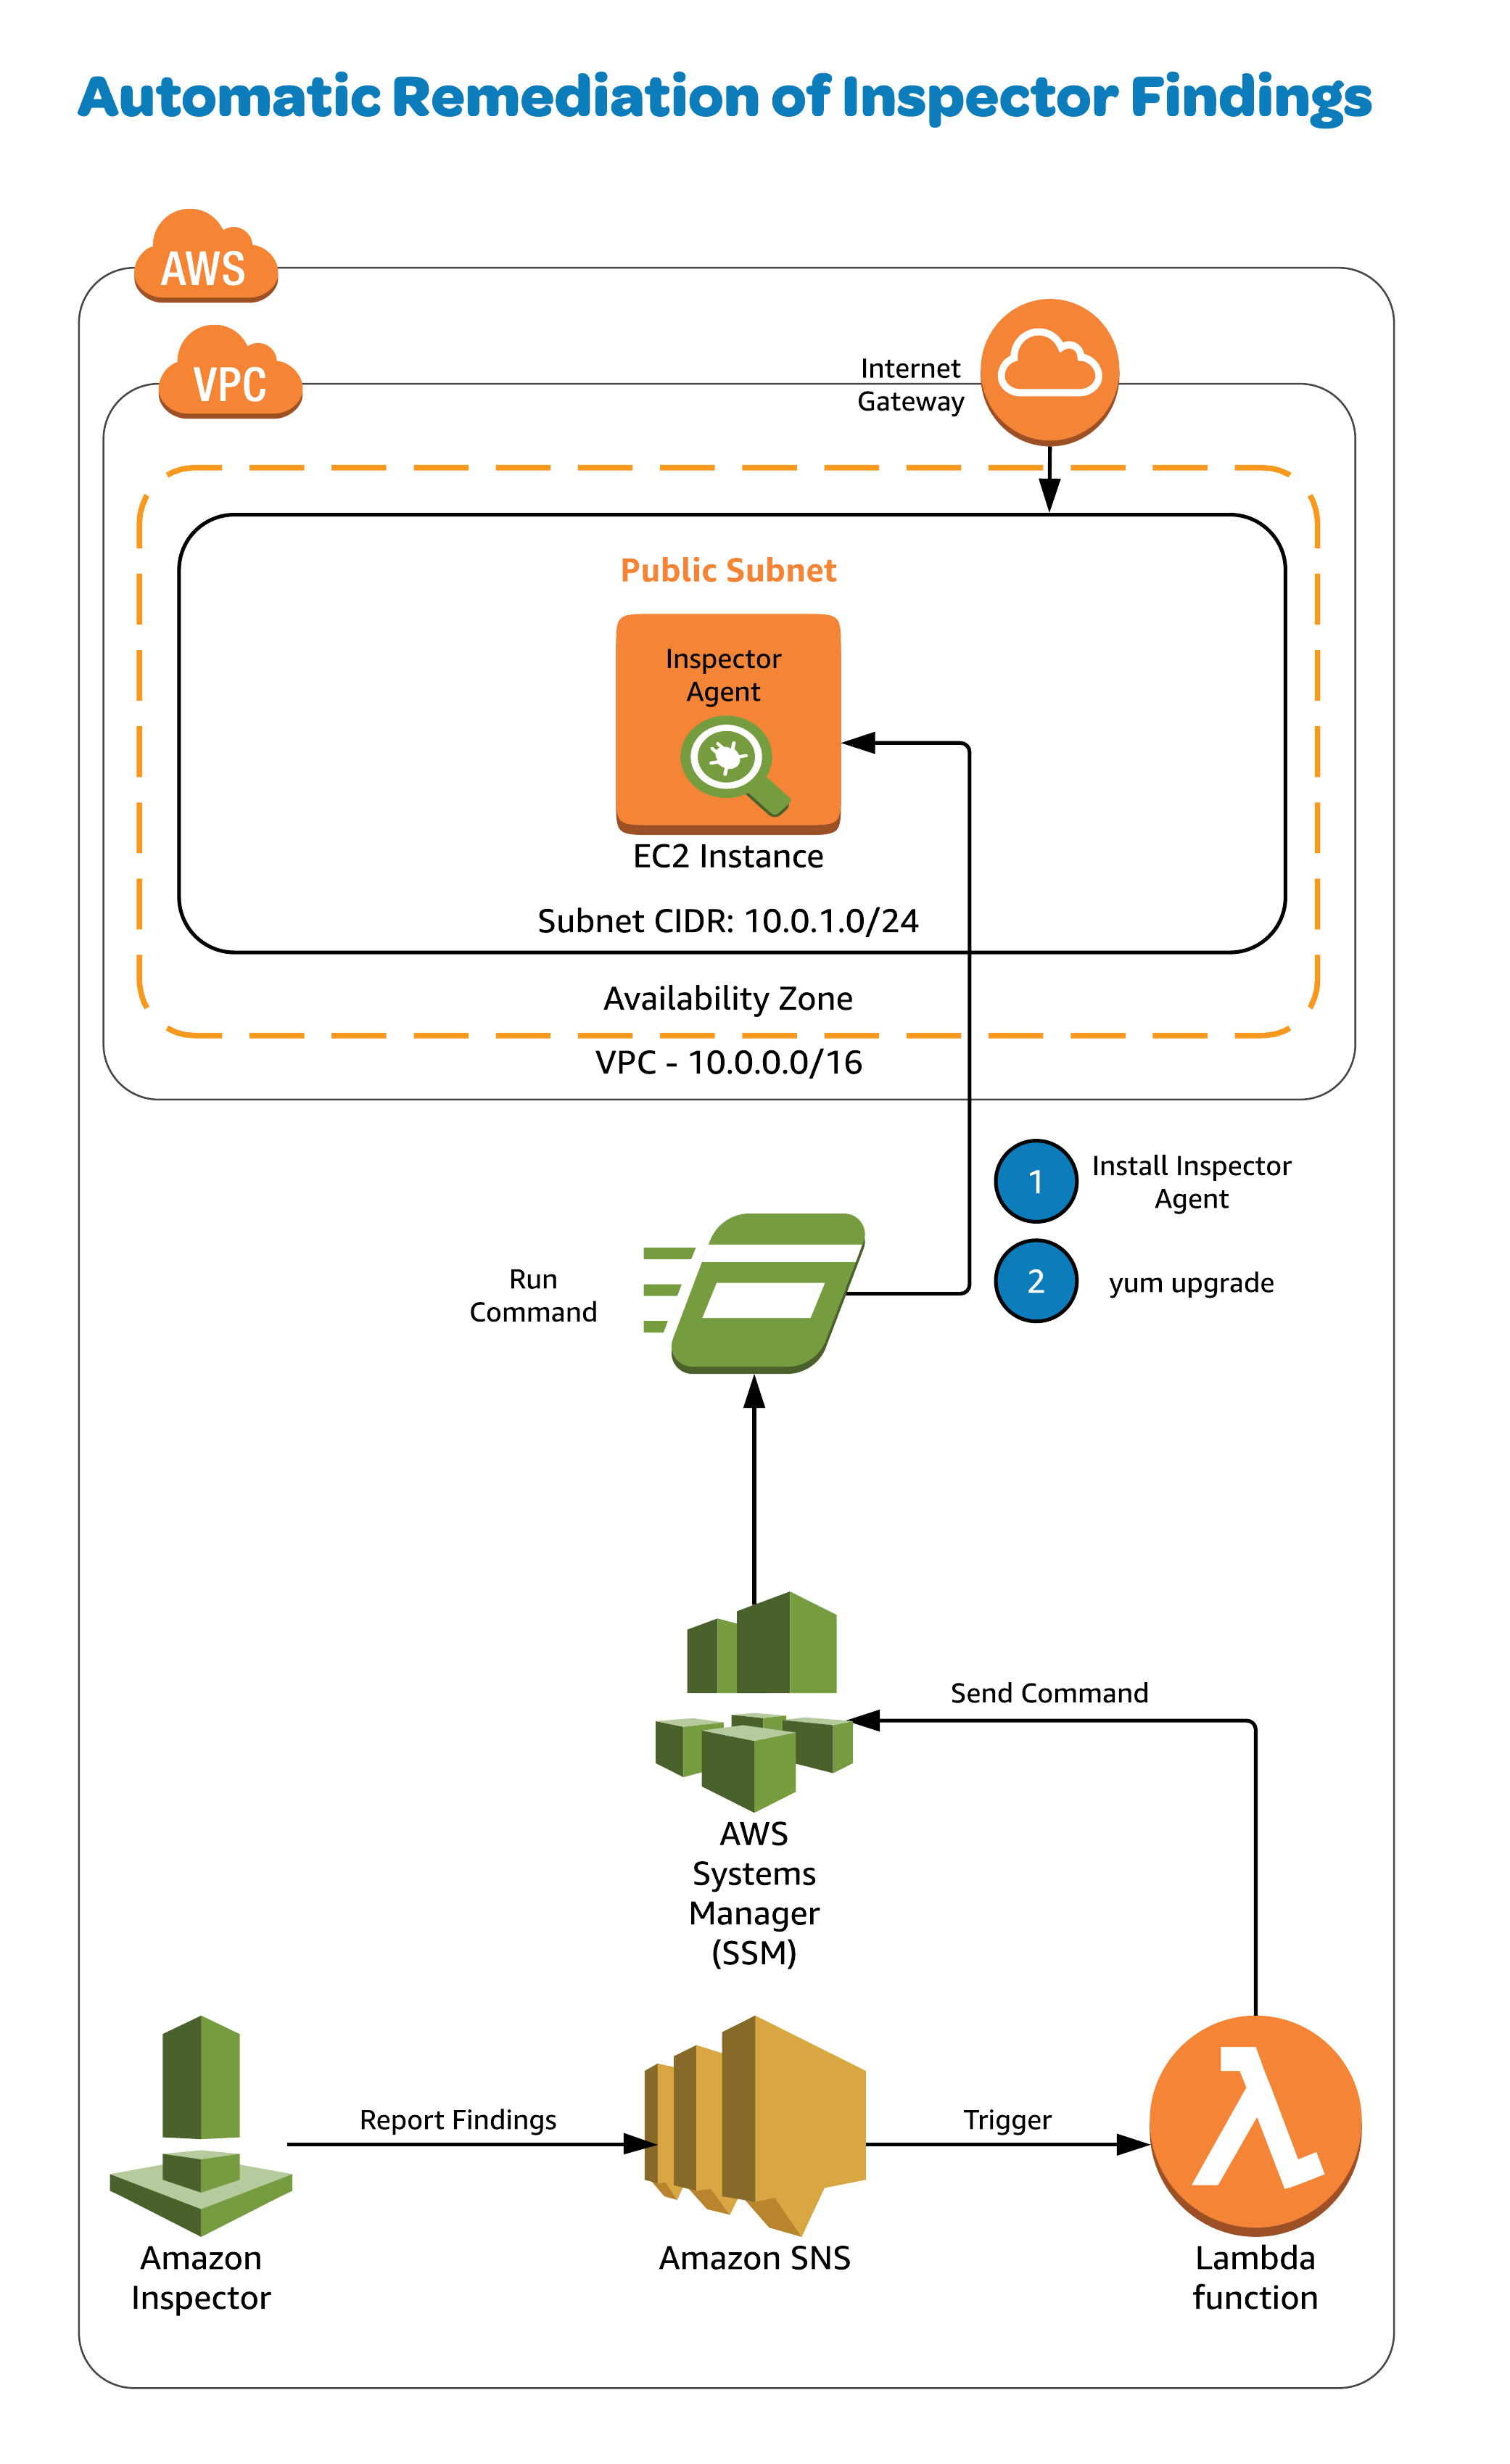 Automatic Remediation of Inspector Findings
AWS
VPC
Internet
Gateway
Public Subnet
Inspector
Agent
EC2 Instance
Subnet CIDR: 10.0.1.0/24
Availability Zone
VPC - 10.0.0.0/16
1
Install Inspector
Agent
2
yum upgrade
Run
Command
Send Command
AWS
Systems
Manager
(SSM)
Report Findings
Trigger
Amazon
Inspector
Amazon SNS
Lambda
function